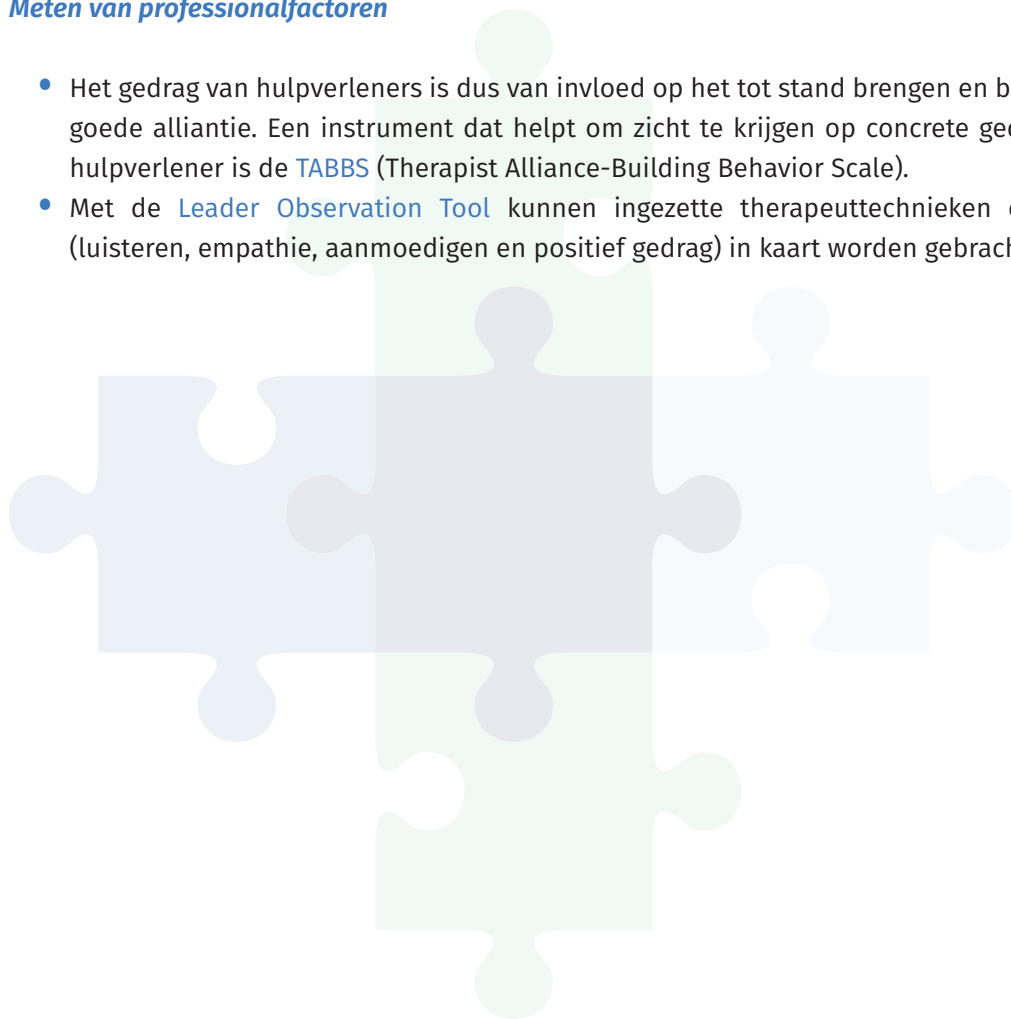 Meten van professionalfactoren
• Het gedrag van hulpverleners is dus van invloed op het tot stand brengen en
goede alliantie. Een instrument dat helpt om zicht te krijgen op concrete
hulpverlener is de TABBS (Therapist Alliance-Building Behavior Scale).
• Met de Leader Observation Tool kunnen ingezette therapeuttechnieken
(luisteren, empathie, aanmoedigen en positief gedrag) in kaart worden